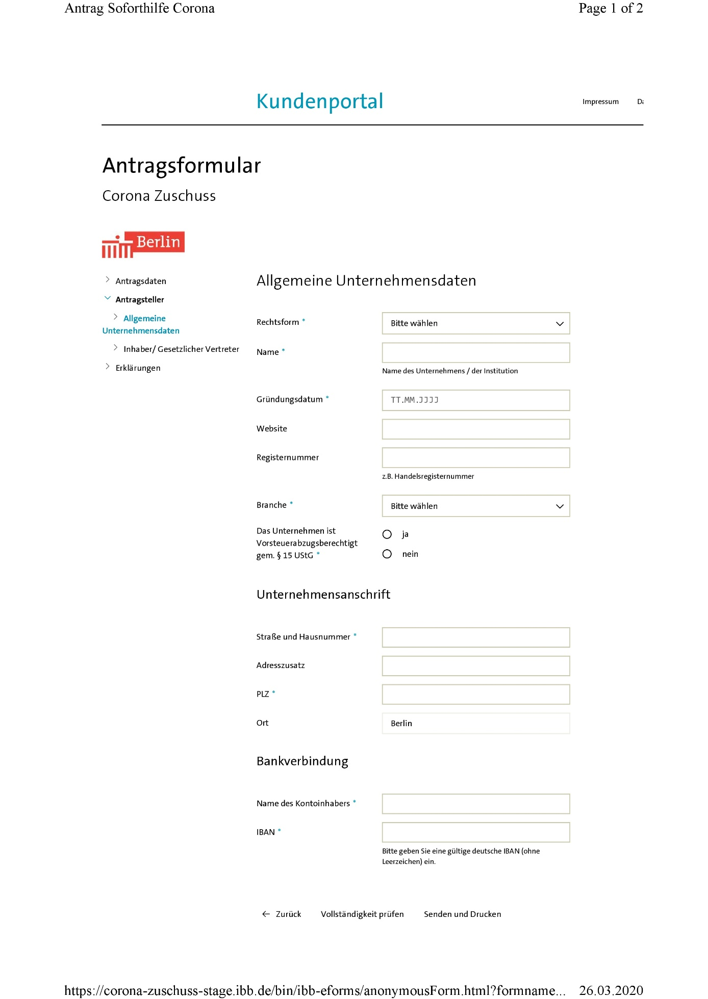 Antrag Soforthilfe Corona Page 1 of 2
Kundenportal Impressum
Antragsformular
Corona Zuschuss
Berlin
Antragsdaten
Antragsteller
Allgemeine
Unternehmensdaten
Inhaber/ Gesetzlicher Vertreter
Erklärungen
Allgemeine Unternehmensdaten
Rechtsform * Bitte wählen
Name *
Name des Unternehmens / der Institution
Gründungsdatum * TT.MM.JJJJ
Website
Registernummer
z.B. Handelsregisternummer
Branche * Bitte wählen
Das Unternehmen ist
Vorsteuerabzugsberechtigt
gem. § 15 UStG *
ja
nein
Unternehmensanschrift
Straße und Hausnummer *
Adresszusatz
PLZ *
Ort Berlin
Bankverbindung
Name des Kontoinhabers *
IBAN *
Bitte geben Sie eine gültige deutsche IBAN (ohne
Leerzeichen) ein.
Zurück Vollständigkeit prüfen Senden und Drucken
https://corona-zuschuss-stage.ibb.de/bin/ibb-eforms/anonymousForm.html?formname... 26.03.2020